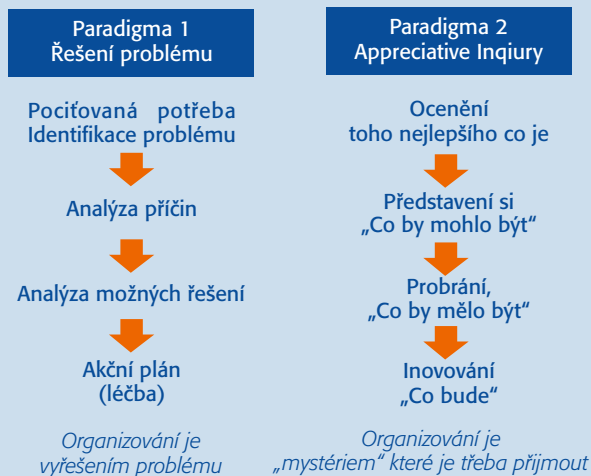 Paradigma 1
Řešení problému
Pociťovaná potřeba
Identifikace problému
Analýza příčin
Analýza možných řešení
Akční plán
(léčba)
Organizování je
vyřešením problému
Paradigma 2
Appreciative Inqiury
Ocenění
toho nejlepšího co je
Představení si
„Co by mohlo být“
Probrání,
„Co by mělo být“
Inovování
„Co bude“
Organizování je
„mystériem“ které je třeba přijmout